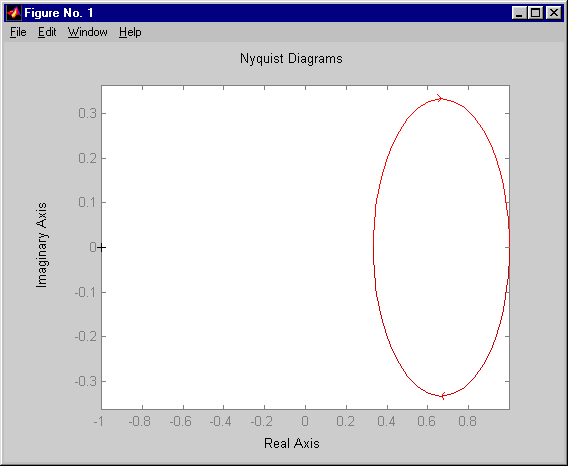 Figure No. 1
File Edit Window Help
Nyquist Diagrams
0.3
0.2
0.1
0
-0.1
-0.2
-0.3
Imaginary Axis
-1 -0.8 -0.6 -0.4 -0.2 0 0.2 0.4 0.6 0.8
Real Axis